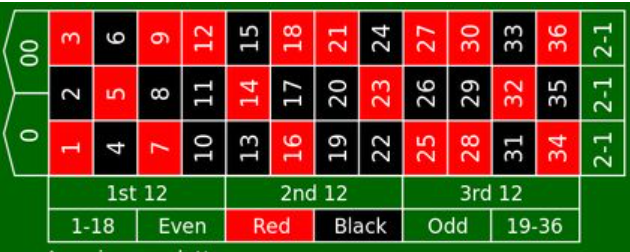 00 3 6 9 12 15 18 21 24 27 30 33 36 2-1
2 5 8 11 14 17 20 23 26 29 32 35 2-1
0 1 4 7 10 13 16 19 22 25 28 31 34 2-1
1st 12 2nd 12 3rd 12
1-18 Even Red Black Odd 19-36